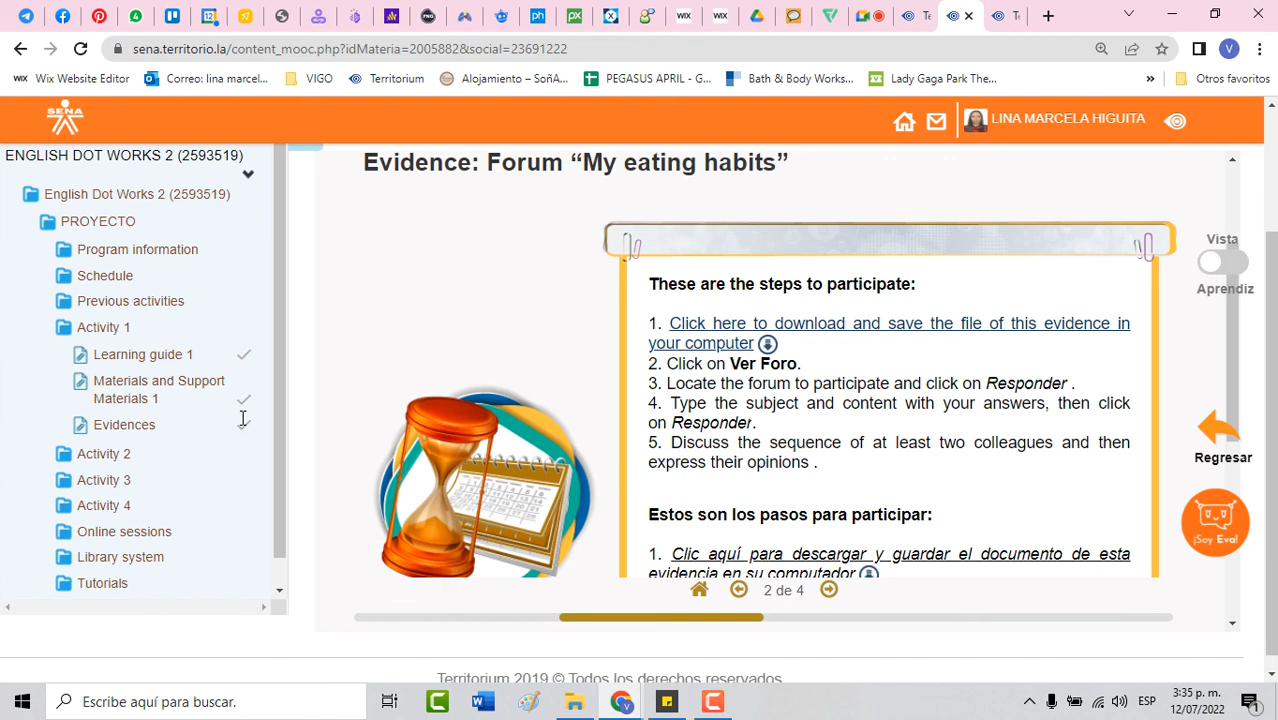 sena.territorio.la/content_mooc.php?idMateria=2005882&social=23691222
V
WIX Wix Website Editor
Correo: lina marcel...
VIGO
Territorium
Alojamiento – SoñA...
PEGASUS APRIL - G...
Bath & Body Works...
Lady Gaga Park The...
»
Otros favoritos
SENA
LINA MARCELA HIGUITA
ENGLISH DOT WORKS 2 (2593519)
English Dot Works 2 (2593519)
PROYECTO
Program information
Schedule
Previous activities
Activity 1
Learning guide 1
Materials and Support
Materials 1
Evidences
Activity 2
Activity 3
Activity 4
Online sessions
Library system
Tutorials
Evidence: Forum “My eating habits”
These are the steps to participate:
1. Click here to download and save the file of this evidence in
your computer
2. Click on Ver Foro.
3. Locate the forum to participate and click on Responder .
4. Type the subject and content with your answers, then click
on Responder.
5. Discuss the sequence of at least two colleagues and then
express their opinions .
Estos son los pasos para participar:
1. Clic aquí para descargar y guardar el documento de esta
evidencia en su computador
2 de 4
Vista
Aprendiz
Regresar
¡Soy Eva!
Territorium 2019 © Todos los derechos reservados
Escribe aquí para buscar.
ESP
3:35 p. m.
12/07/2022